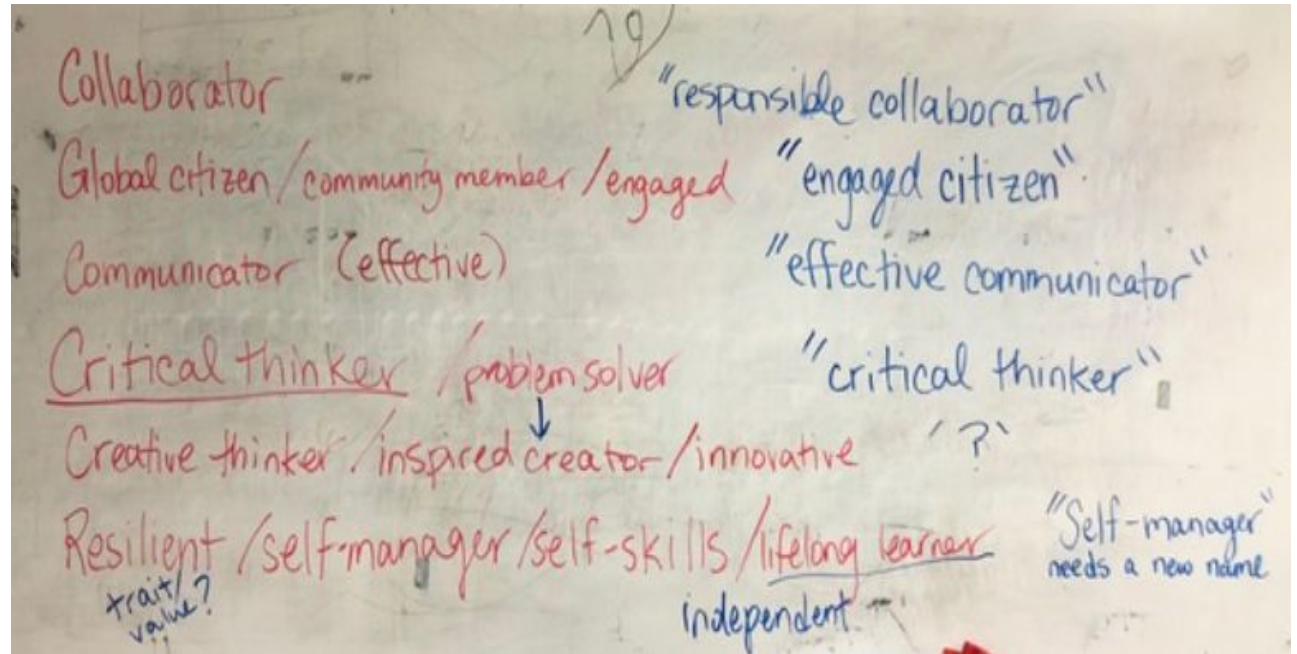 Collaborator "responsible collaborator"
Global citizen / community member / engaged "engaged citizen"
Communicator (effective) "effective communicator"
Critical thinker / problem solver "critical thinker"
↓
Creative thinker / inspired creator / innovative '?'
Resilient / self-manager / self-skills / lifelong learner "Self-manager"
needs a new name
trait/
value?
independent